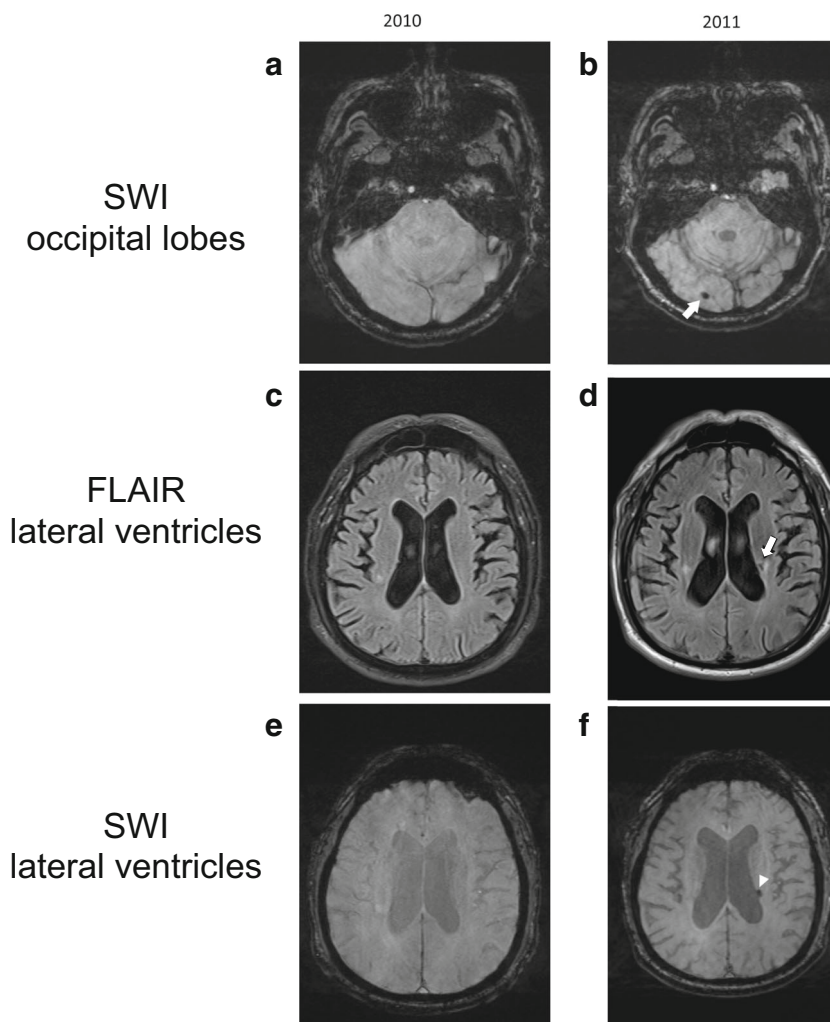 2010
2011
a
b
SWI
occipital lobes
c
d
FLAIR
lateral ventricles
e
f
SWI
lateral ventricles